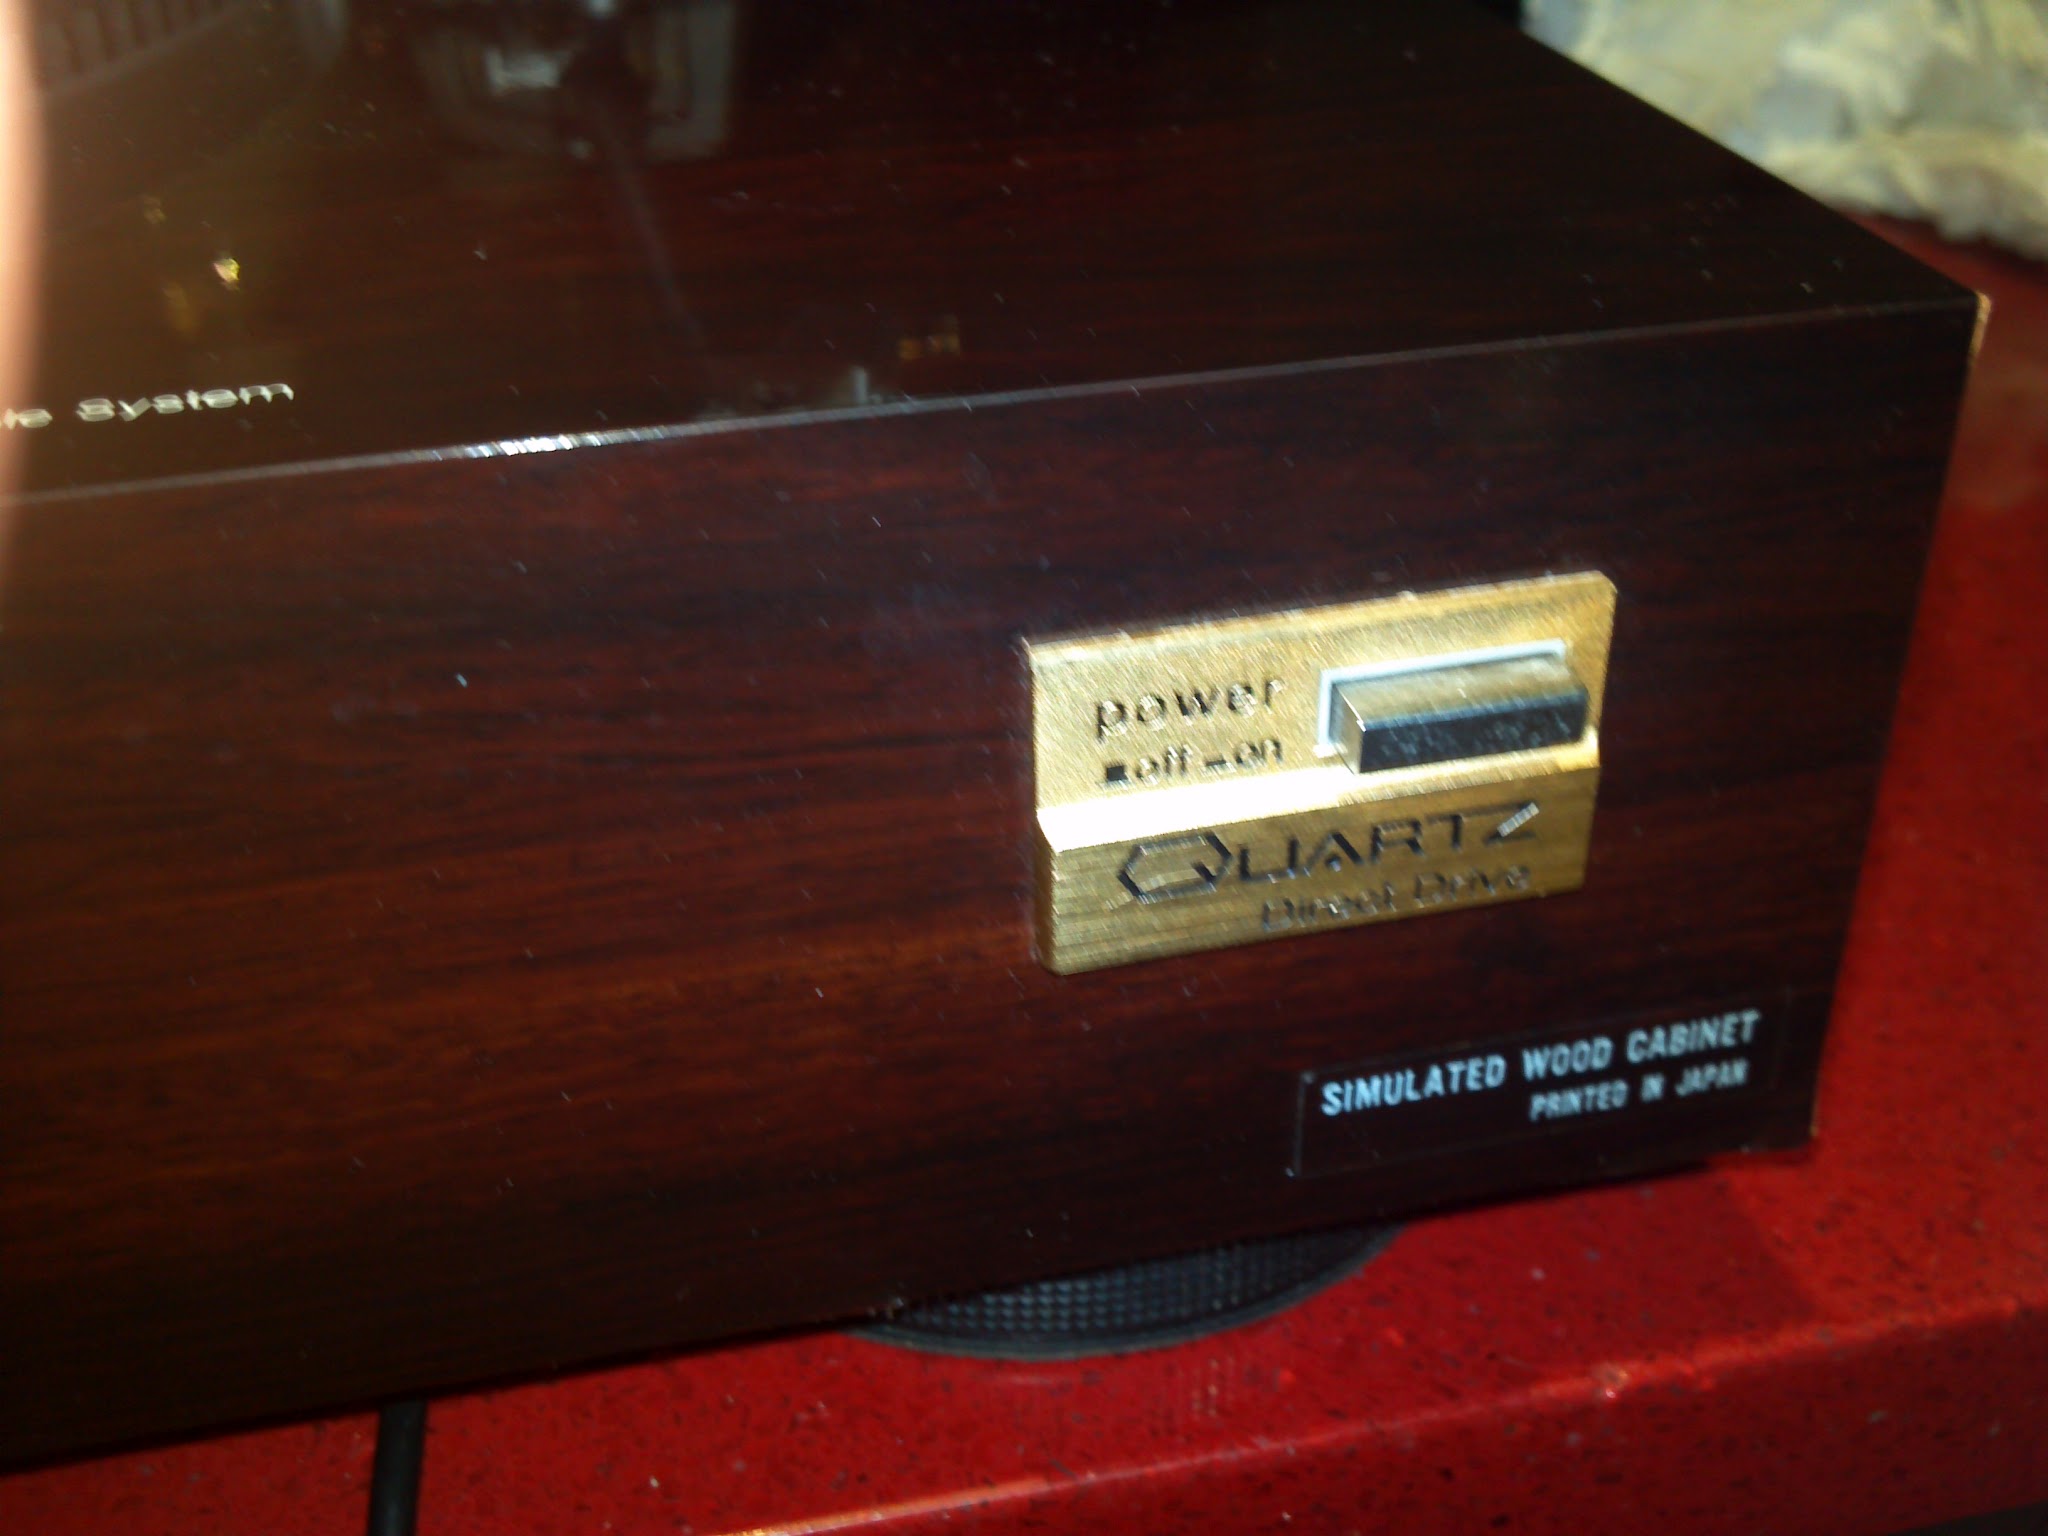 System
power
off on
QUARTZ
Direct Drive
SIMULATED WOOD CABINET
PRINTED IN JAPAN